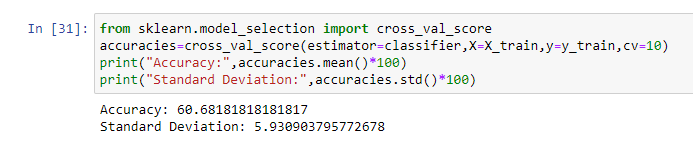 In [31]: from sklearn.model_selection import cross_val_score
accuracies=cross_val_score(estimator=classifier,X=X_train,y=y_train,cv=10)
print("Accuracy:",accuracies.mean()*100)
print("Standard Deviation:",accuracies.std()*100)
Accuracy: 60.68181818181817
Standard Deviation: 5.930903795772678